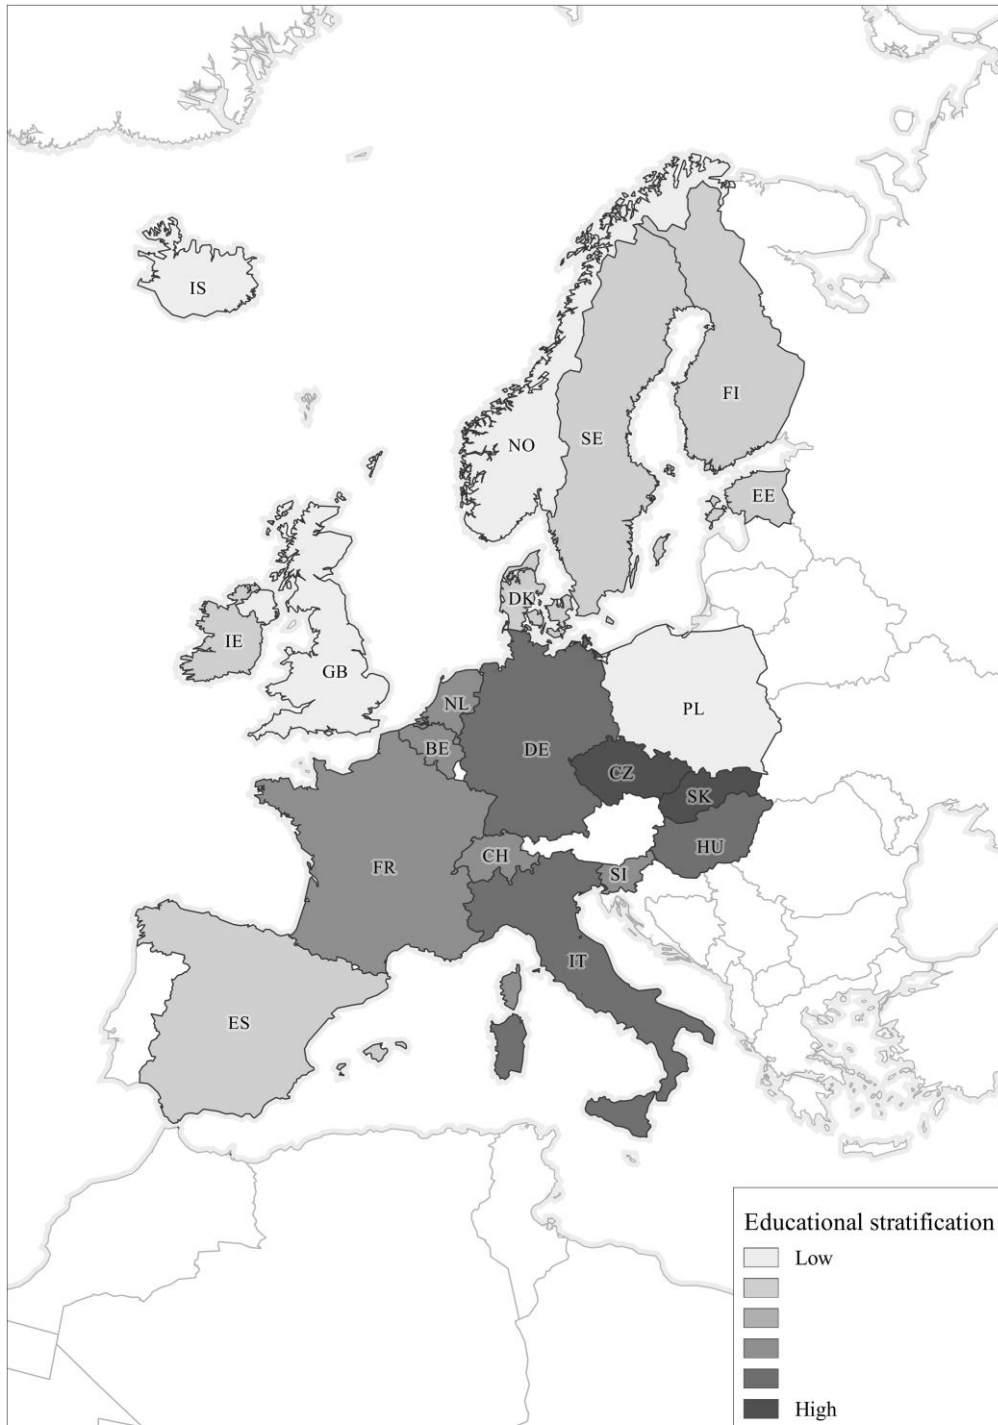 IS
FI
NO
SE
EE
DK
IE
GB
NL
PL
BE
DE
CZ
SK
HU
CH
FR
SI
IT
ES
Educational stratification
Low
High